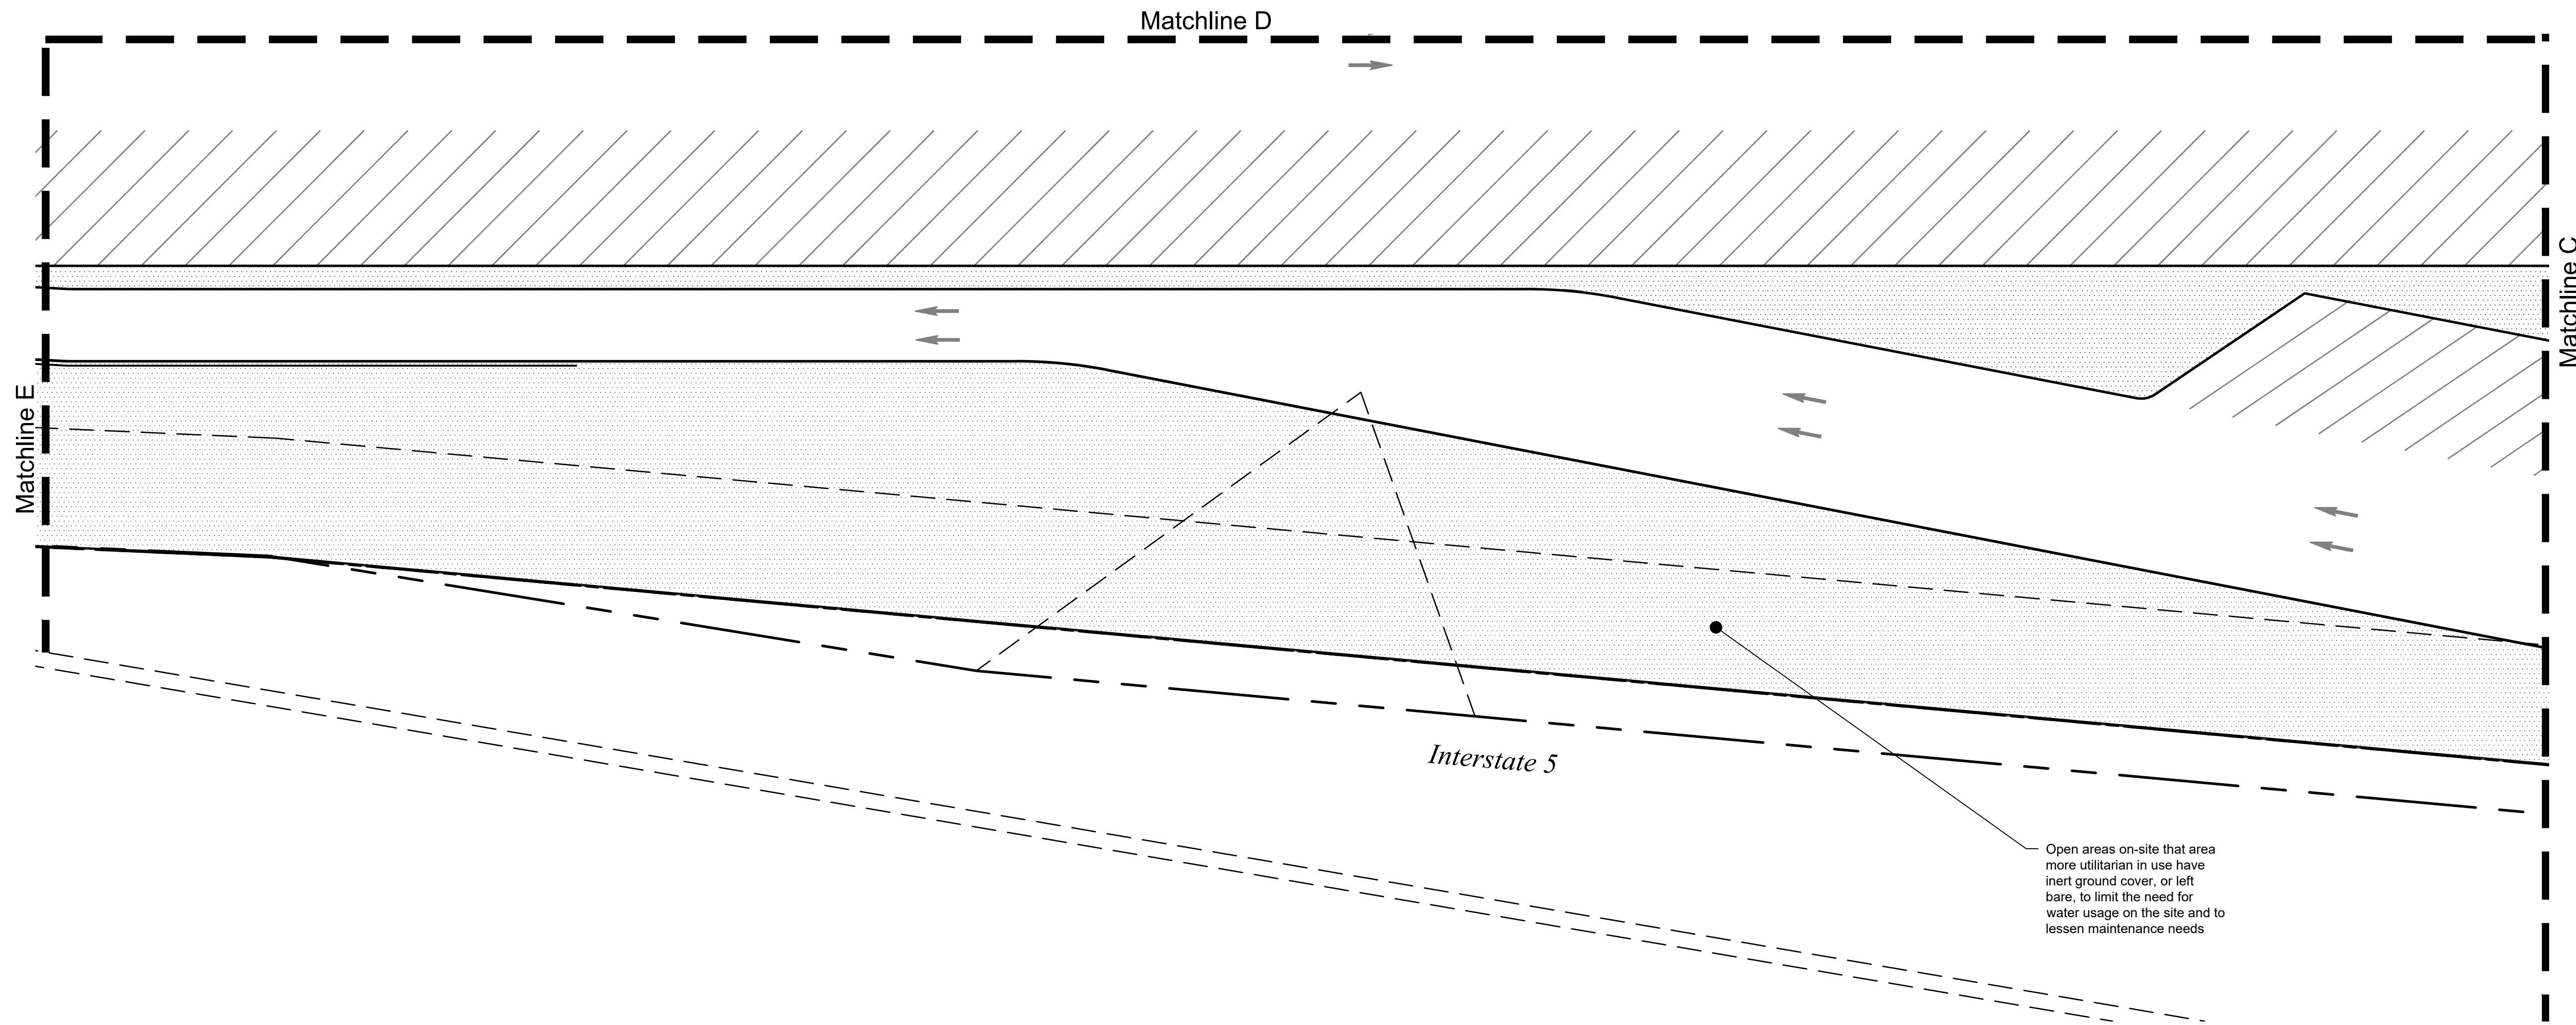 Matchline D
Matchline C
Matchline E
Interstate 5
Open areas on-site that area
more utilitarian in use have
inert ground cover, or left
bare, to limit the need for
water usage on the site and to
lessen maintenance needs